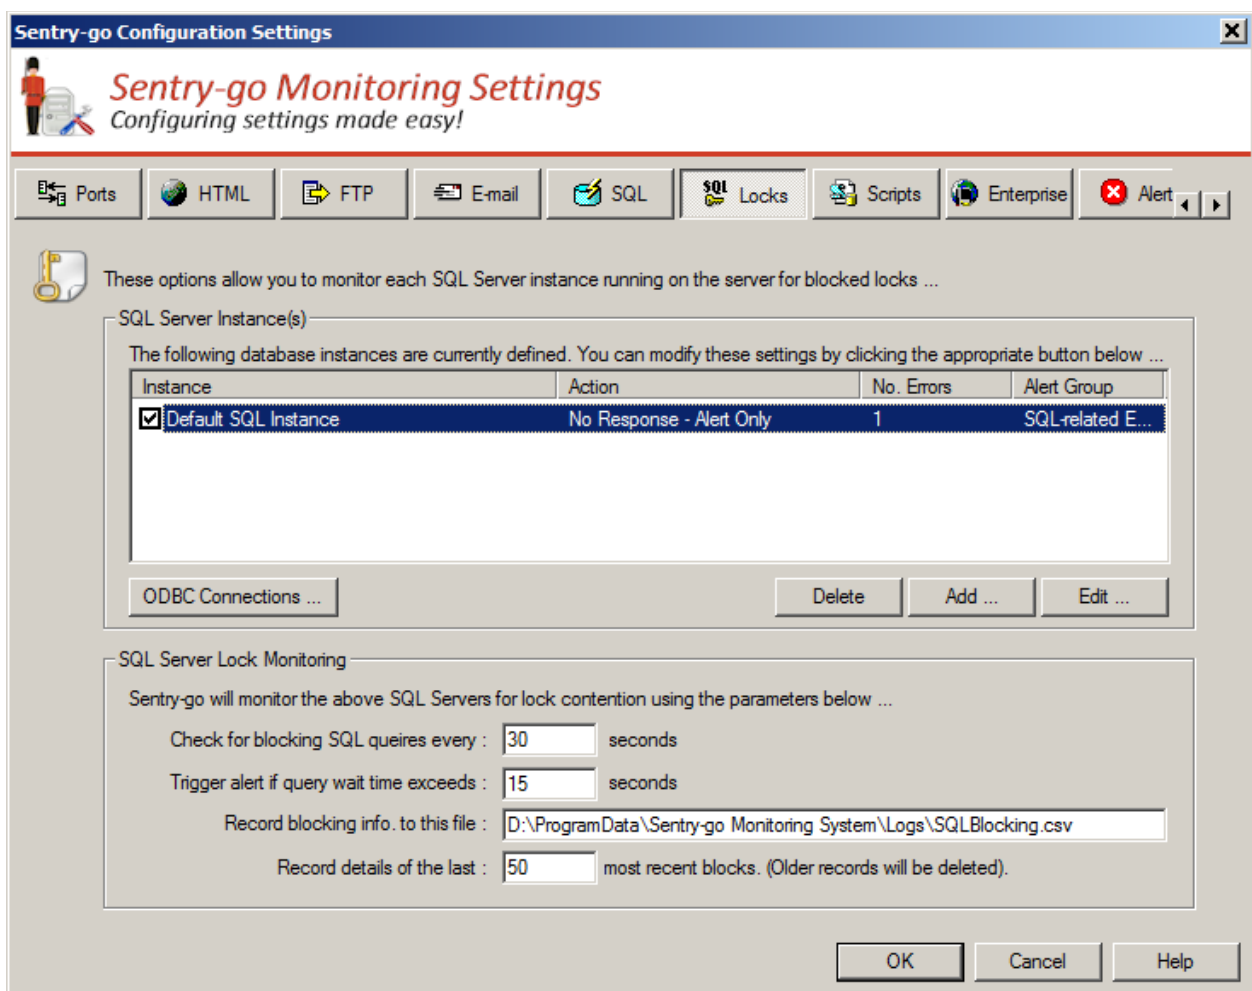 Sentry-go Configuration Settings
Sentry-go Monitoring Settings
Configuring settings made easy!
Ports HTML FTP E-mail SQL SQL Locks Scripts Enterprise Alert
These options allow you to monitor each SQL Server instance running on the server for blocked locks ...
SQL Server Instance(s)
The following database instances are currently defined. You can modify these settings by clicking the appropriate button below ...
Instance Action No. Errors Alert Group
Default SQL Instance No Response - Alert Only 1 SQL-related E...
ODBC Connections ... Delete Add ... Edit ...
SQL Server Lock Monitoring
Sentry-go will monitor the above SQL Servers for lock contention using the parameters below ...
Check for blocking SQL queires every : 30 seconds
Trigger alert if query wait time exceeds : 15 seconds
Record blocking info. to this file : D:\ProgramData\Sentry-go Monitoring System\Logs\SQLBlocking.csv
Record details of the last : 50 most recent blocks. (Older records will be deleted).
OK Cancel Help